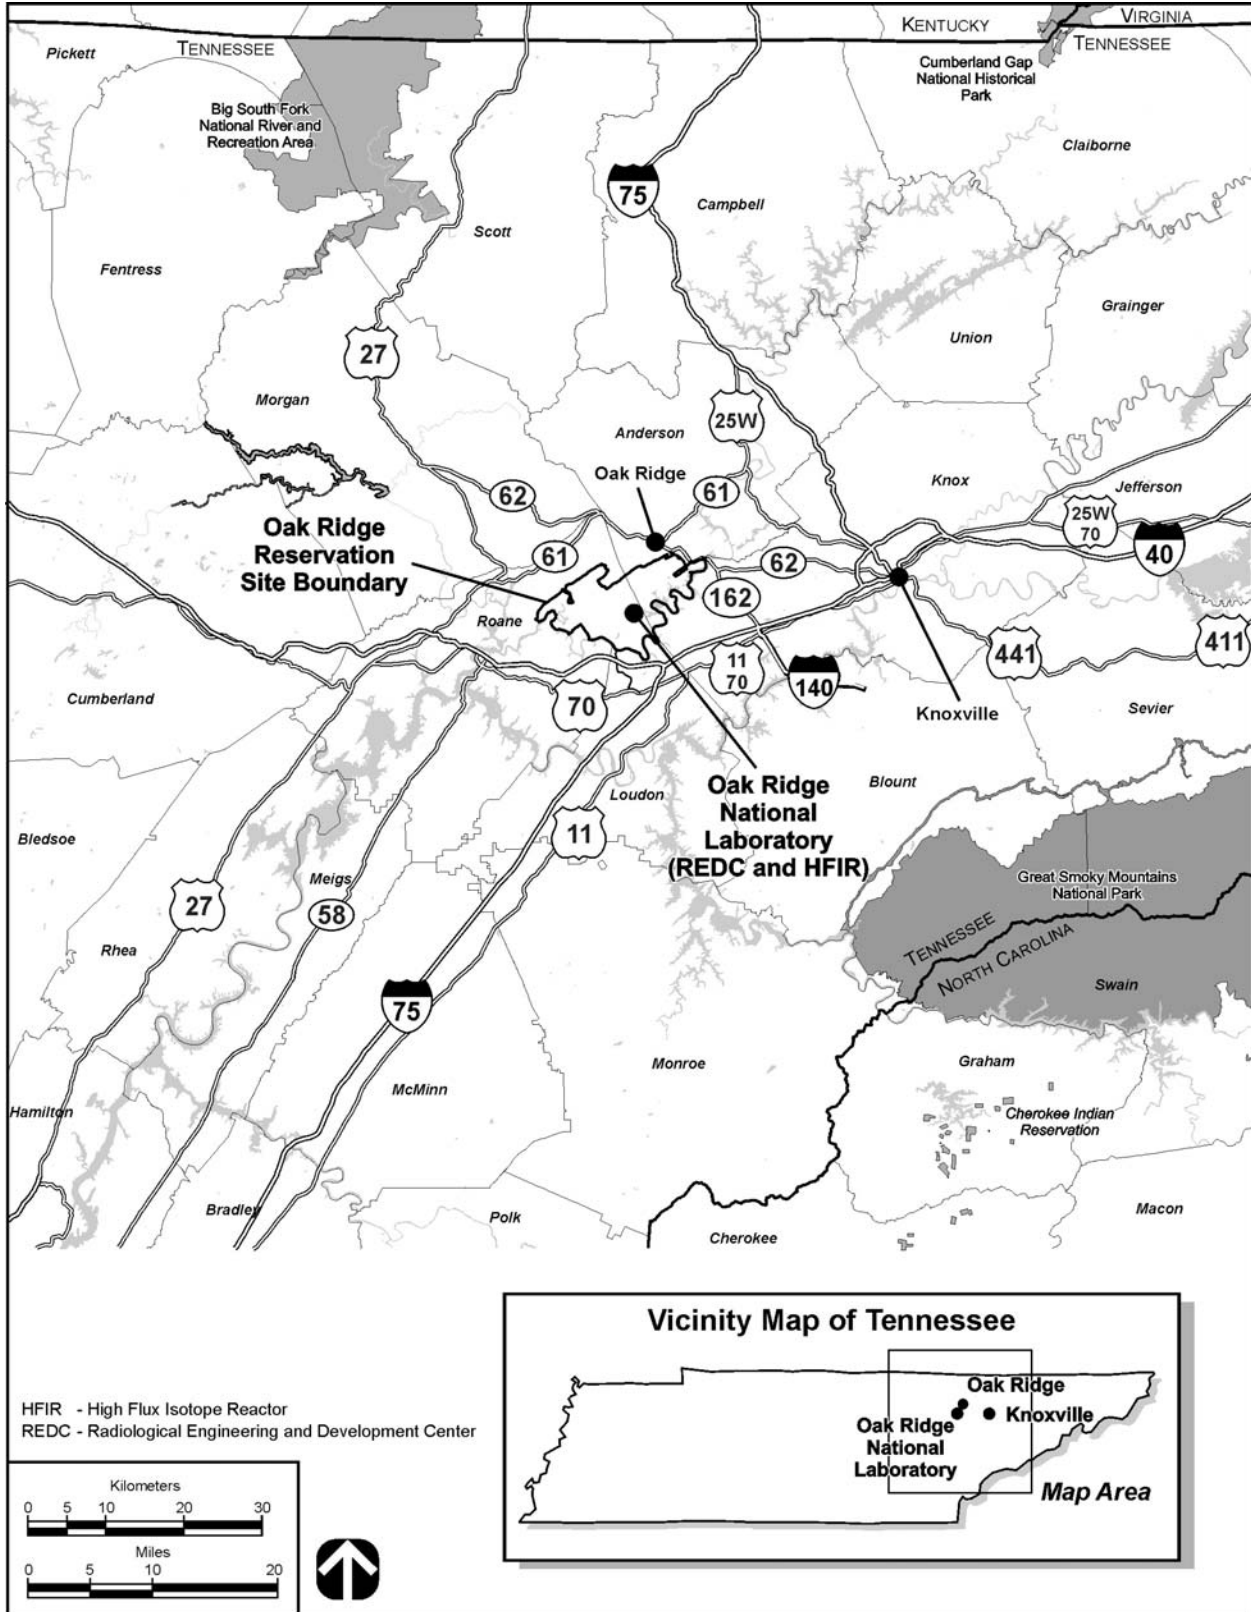 KENTUCKY
VIRGINIA
TENNESSEE
TENNESSEE
Pickett
Cumberland Gap
National Historical
Park
Big South Fork
National River and
Recreation Area
Claiborne
75
Campbell
Scott
Fentress
Grainger
Union
27
Morgan
25W
Anderson
Oak Ridge
Knox
Jefferson
62
61
25W
70
40
Oak Ridge
Reservation
Site Boundary
61
62
162
Roane
441
411
11
70
140
70
Knoxville
Cumberland
Sevier
Oak Ridge
National
Laboratory
(REDC and HFIR)
Blount
Loudon
11
Bledsoe
Meigs
Great Smoky Mountains
National Park
27
58
Rhea
TENNESSEE
NORTH CAROLINA
Swain
75
Monroe
Graham
McMinn
Hamilton
Cherokee Indian
Reservation
Bradley
Polk
Macon
Cherokee
Vicinity Map of Tennessee
Oak Ridge
Knoxville
Oak Ridge
National
Laboratory
Map Area
HFIR - High Flux Isotope Reactor
REDC - Radiological Engineering and Development Center
Kilometers
0 5 10 20 30
Miles
0 5 10 20